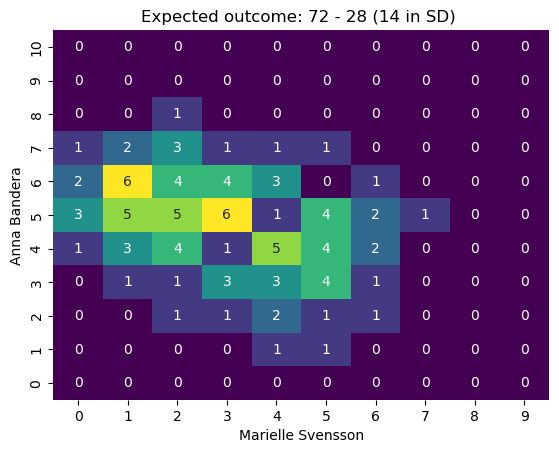 Expected outcome: 72 - 28 (14 in SD)
10 0 0 0 0 0 0 0 0 0 0
9 0 0 0 0 0 0 0 0 0 0
8 0 0 1 0 0 0 0 0 0 0
7 1 2 3 1 1 1 0 0 0 0
6 2 6 4 4 3 0 1 0 0 0
5 3 5 5 6 1 4 2 1 0 0
4 1 3 4 1 5 4 2 0 0 0
3 0 1 1 3 3 4 1 0 0 0
2 0 0 1 1 2 1 1 0 0 0
1 0 0 0 0 1 1 0 0 0 0
0 0 0 0 0 0 0 0 0 0 0
0 1 2 3 4 5 6 7 8 9
Anna Bandera
Marielle Svensson